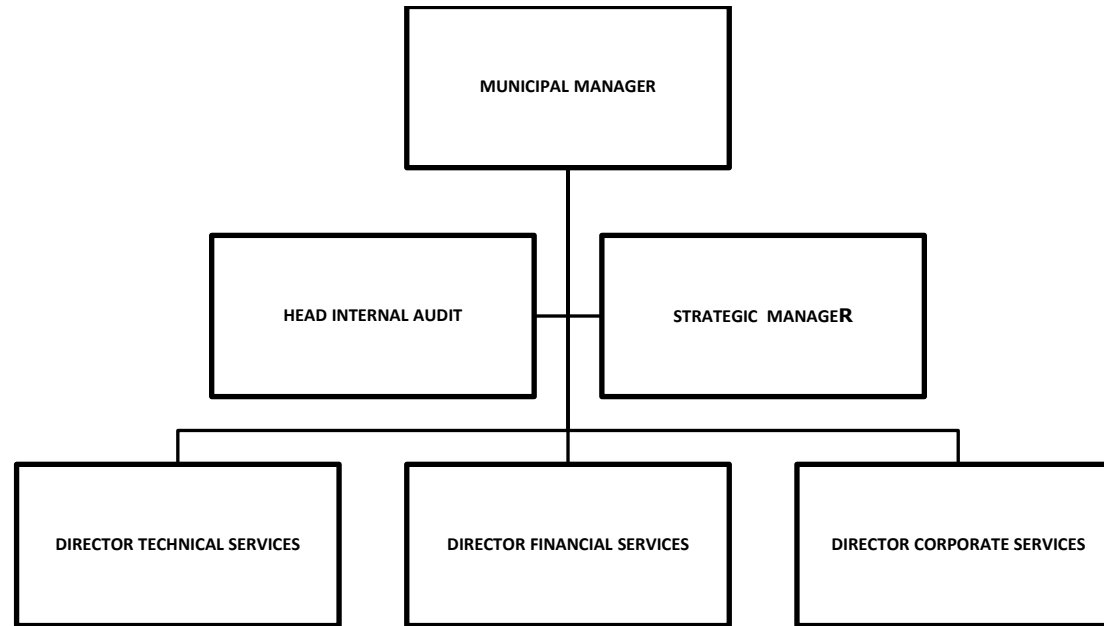 MUNICIPAL MANAGER
HEAD INTERNAL AUDIT
STRATEGIC MANAGER
DIRECTOR TECHNICAL SERVICES
DIRECTOR FINANCIAL SERVICES
DIRECTOR CORPORATE SERVICES